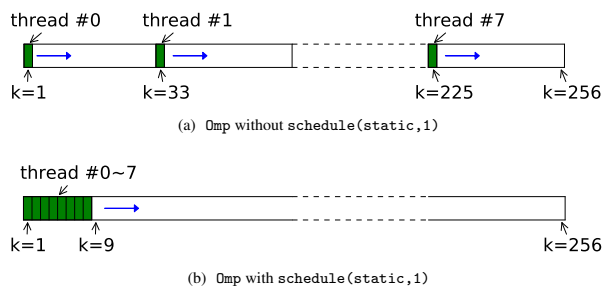 thread #0 thread #1 thread #7
k=1 k=33 k=225 k=256
(a) Omp without schedule(static,1)
thread #0~7
k=1 k=9 k=256
(b) Omp with schedule(static,1)